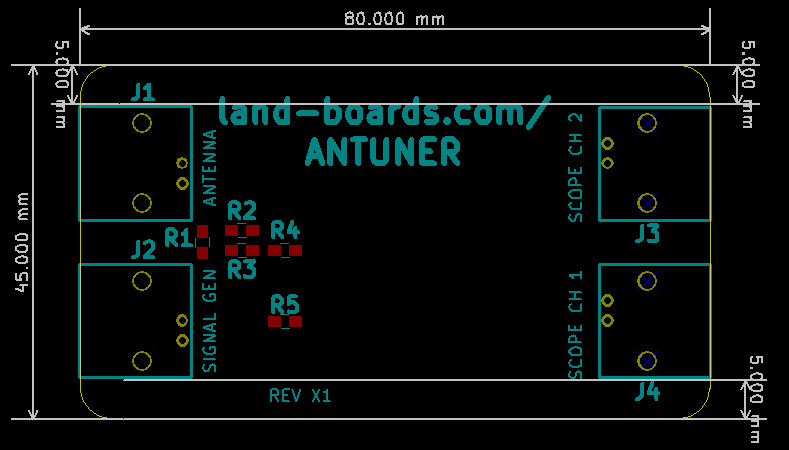 80.000 mm
5.000 mm
5.000 mm
J1
land-boards.com/
ANTUNER
ANTENNA
SCOPE CH 2
R2
R4
R1
J2
J3
R3
45.000 mm
SIGNAL GEN
R5
SCOPE CH 1
REV X1
J4
5.000 mm